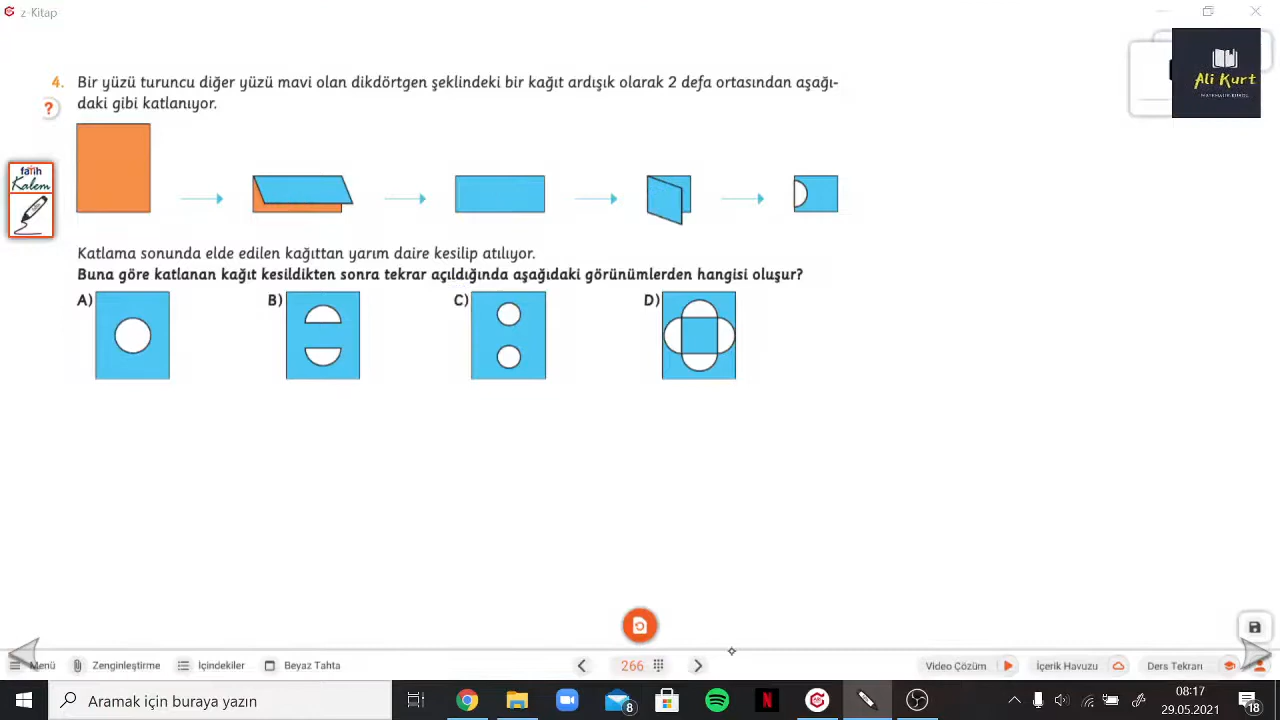 z-Kitap
Ali Kurt
4. Bir yüzü turuncu diğer yüzü mavi olan dikdörtgen şeklindeki bir kağıt ardışık olarak 2 defa ortasından aşağı-
? daki gibi katlanıyor.
fatih
Kalem
Katlama sonunda elde edilen kağıttan yarım daire kesilip atılıyor.
Buna göre katlanan kağıt kesildikten sonra tekrar açıldığında aşağıdaki görünümlerden hangisi oluşur?
A) B) C) D)
Menü Zenginleştirme İçindekiler Beyaz Tahta 266 Video Çözüm İçerik Havuzu Ders Tekrarı
Aramak için buraya yazın 8 08:17
29.05.2021 18